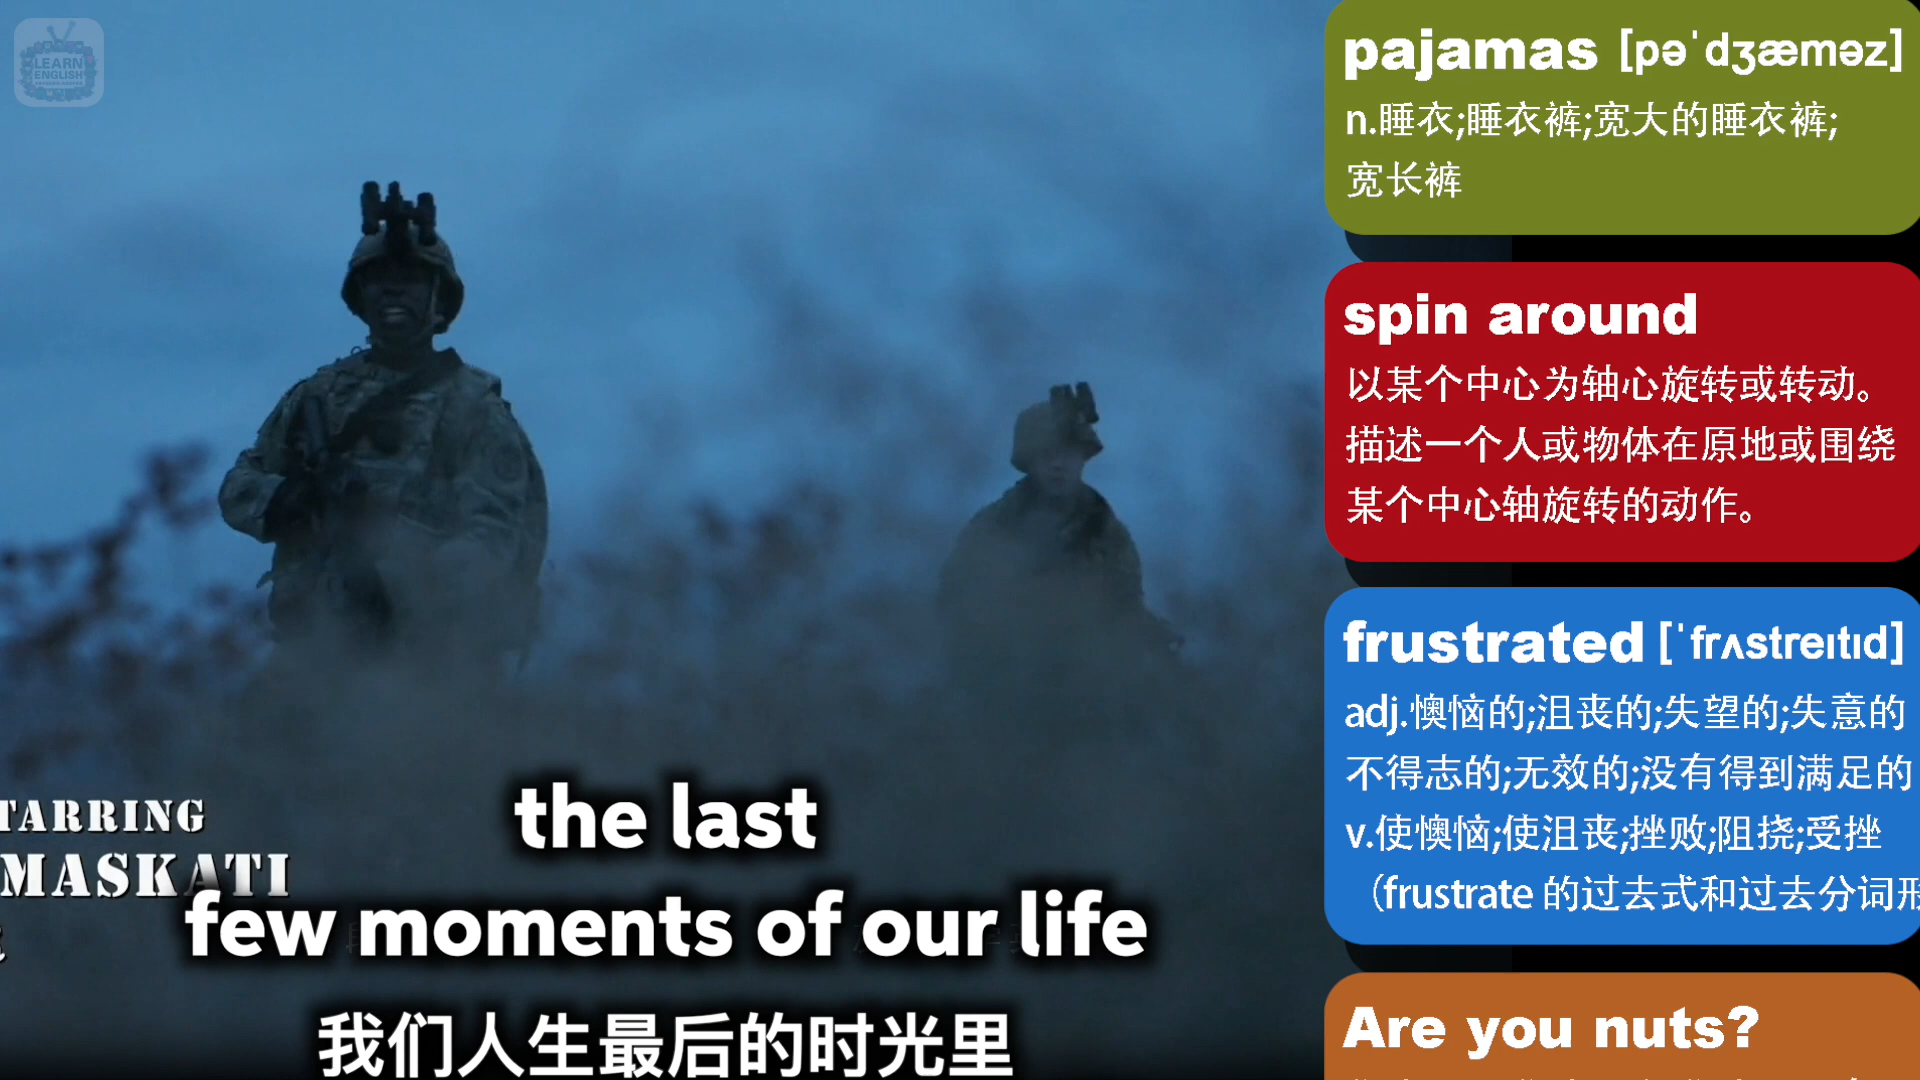 LEARN
ENGLISH
TARRING
MASKATI
the last
few moments of our life
我们人生最后的时光里
pajamas [pəˈdʒæməz]
n.睡衣;睡衣裤;宽大的睡衣裤;
宽长裤
spin around
以某个中心为轴心旋转或转动。
描述一个人或物体在原地或围绕
某个中心轴旋转的动作。
frustrated [ˈfrʌstreɪtɪd]
adj.懊恼的;沮丧的;失望的;失意的
不得志的;无效的;没有得到满足的
v.使懊恼;使沮丧;挫败;阻挠;受挫
（frustrate 的过去式和过去分词形
Are you nuts?